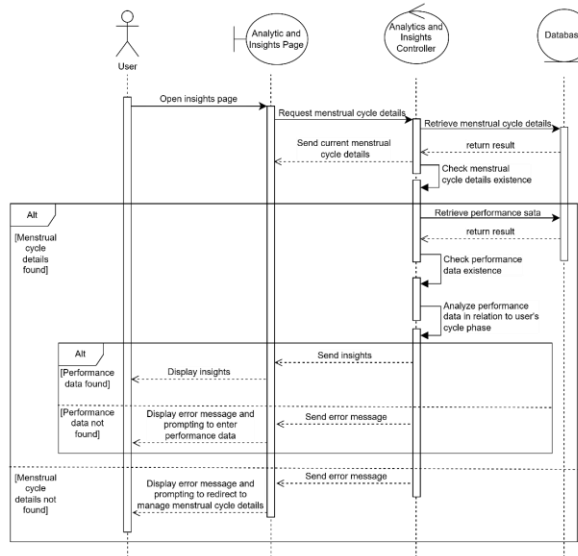 User
Analytic and
Insights Page
Analytics and
Insights
Controller
Databas
Open insights page
Request menstrual cycle details
Retrieve menstrual cycle details
return result
Send current menstrual
cycle details
Check menstrual
cycle details existence
Alt
[Menstrual
cycle
details
found]
Retrieve performance sata
return result
Check performance
data existence
Analyze performance
data in relation to user's
cycle phase
Alt
[Performance
data found]
Send insights
Display insights
[Performance
data not
found]
Send error message
Display error message and
prompting to enter
performance data
[Menstrual
cycle
details not
found]
Send error message
Display error message and
prompting to redirect to
manage menstrual cycle details